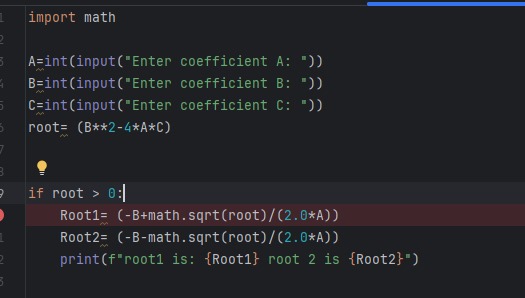 import math
A=int(input("Enter coefficient A: "))
B=int(input("Enter coefficient B: "))
C=int(input("Enter coefficient C: "))
root= (B**2-4*A*C)
9 if root > 0:
    Root1= (-B+math.sqrt(root)/(2.0*A))
    Root2= (-B-math.sqrt(root)/(2.0*A))
    print(f"root1 is: {Root1} root 2 is {Root2}")